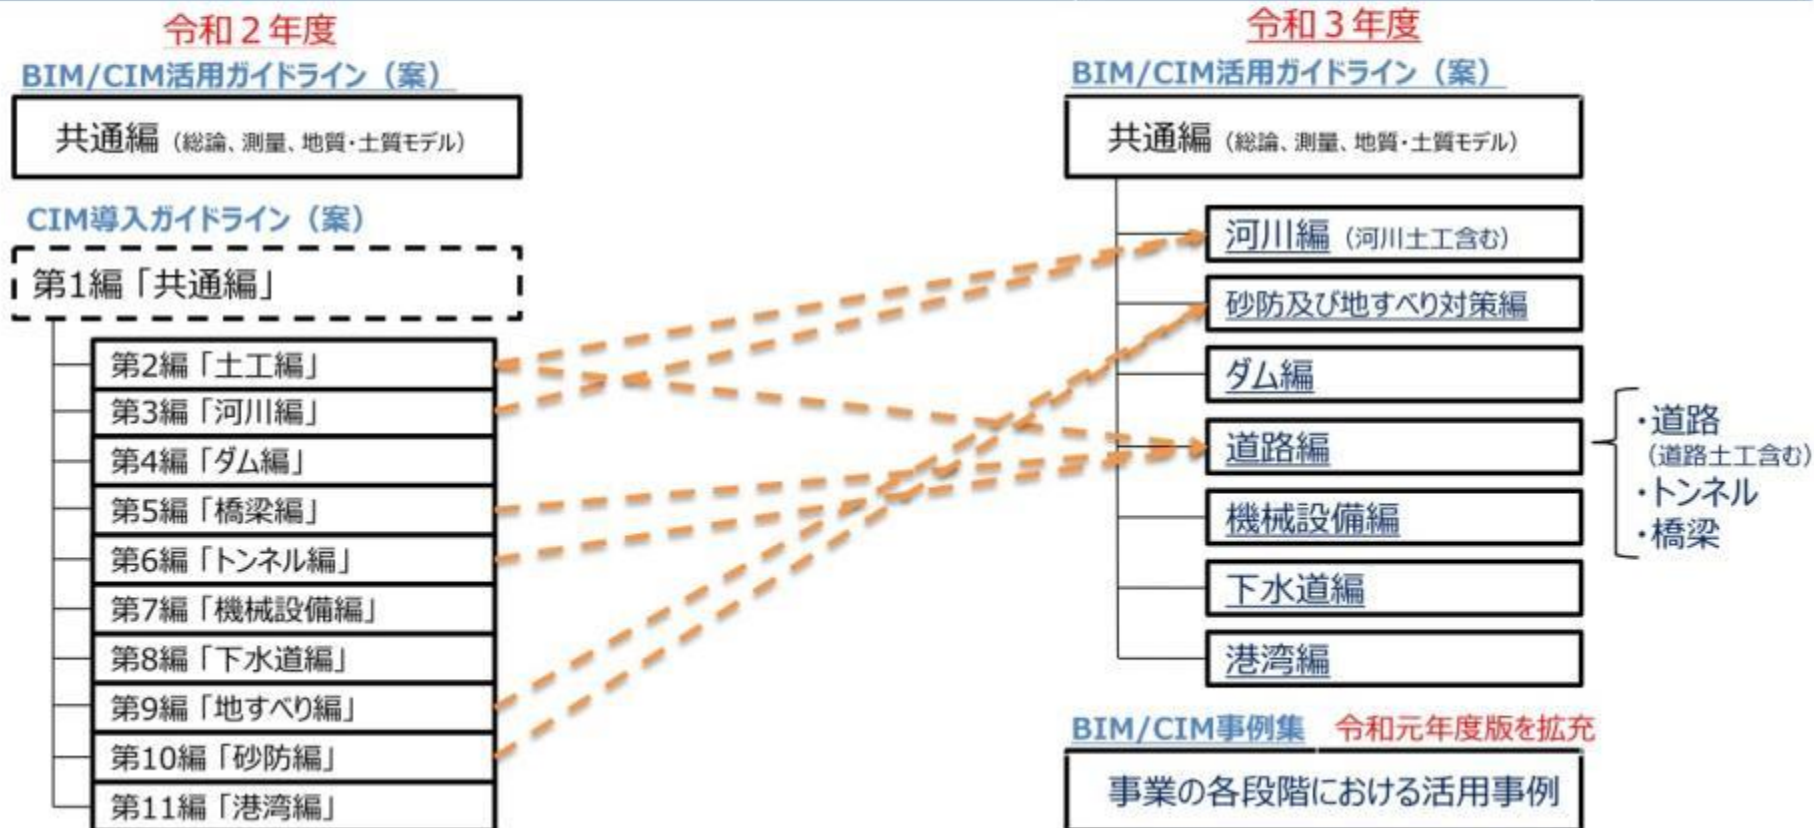 令和２年度
BIM/CIM活用ガイドライン（案）
共通編（総論、測量、地質・土質モデル）
CIM導入ガイドライン（案）
第1編「共通編」
第2編「土工編」
第3編「河川編」
第4編「ダム編」
第5編「橋梁編」
第6編「トンネル編」
第7編「機械設備編」
第8編「下水道編」
第9編「地すべり編」
第10編「砂防編」
第11編「港湾編」
令和３年度
BIM/CIM活用ガイドライン（案）
共通編（総論、測量、地質・土質モデル）
河川編（河川土工含む）
砂防及び地すべり対策編
ダム編
道路編
機械設備編
下水道編
港湾編
・道路
（道路土工含む）
・トンネル
・橋梁
BIM/CIM事例集　令和元年度版を拡充
事業の各段階における活用事例